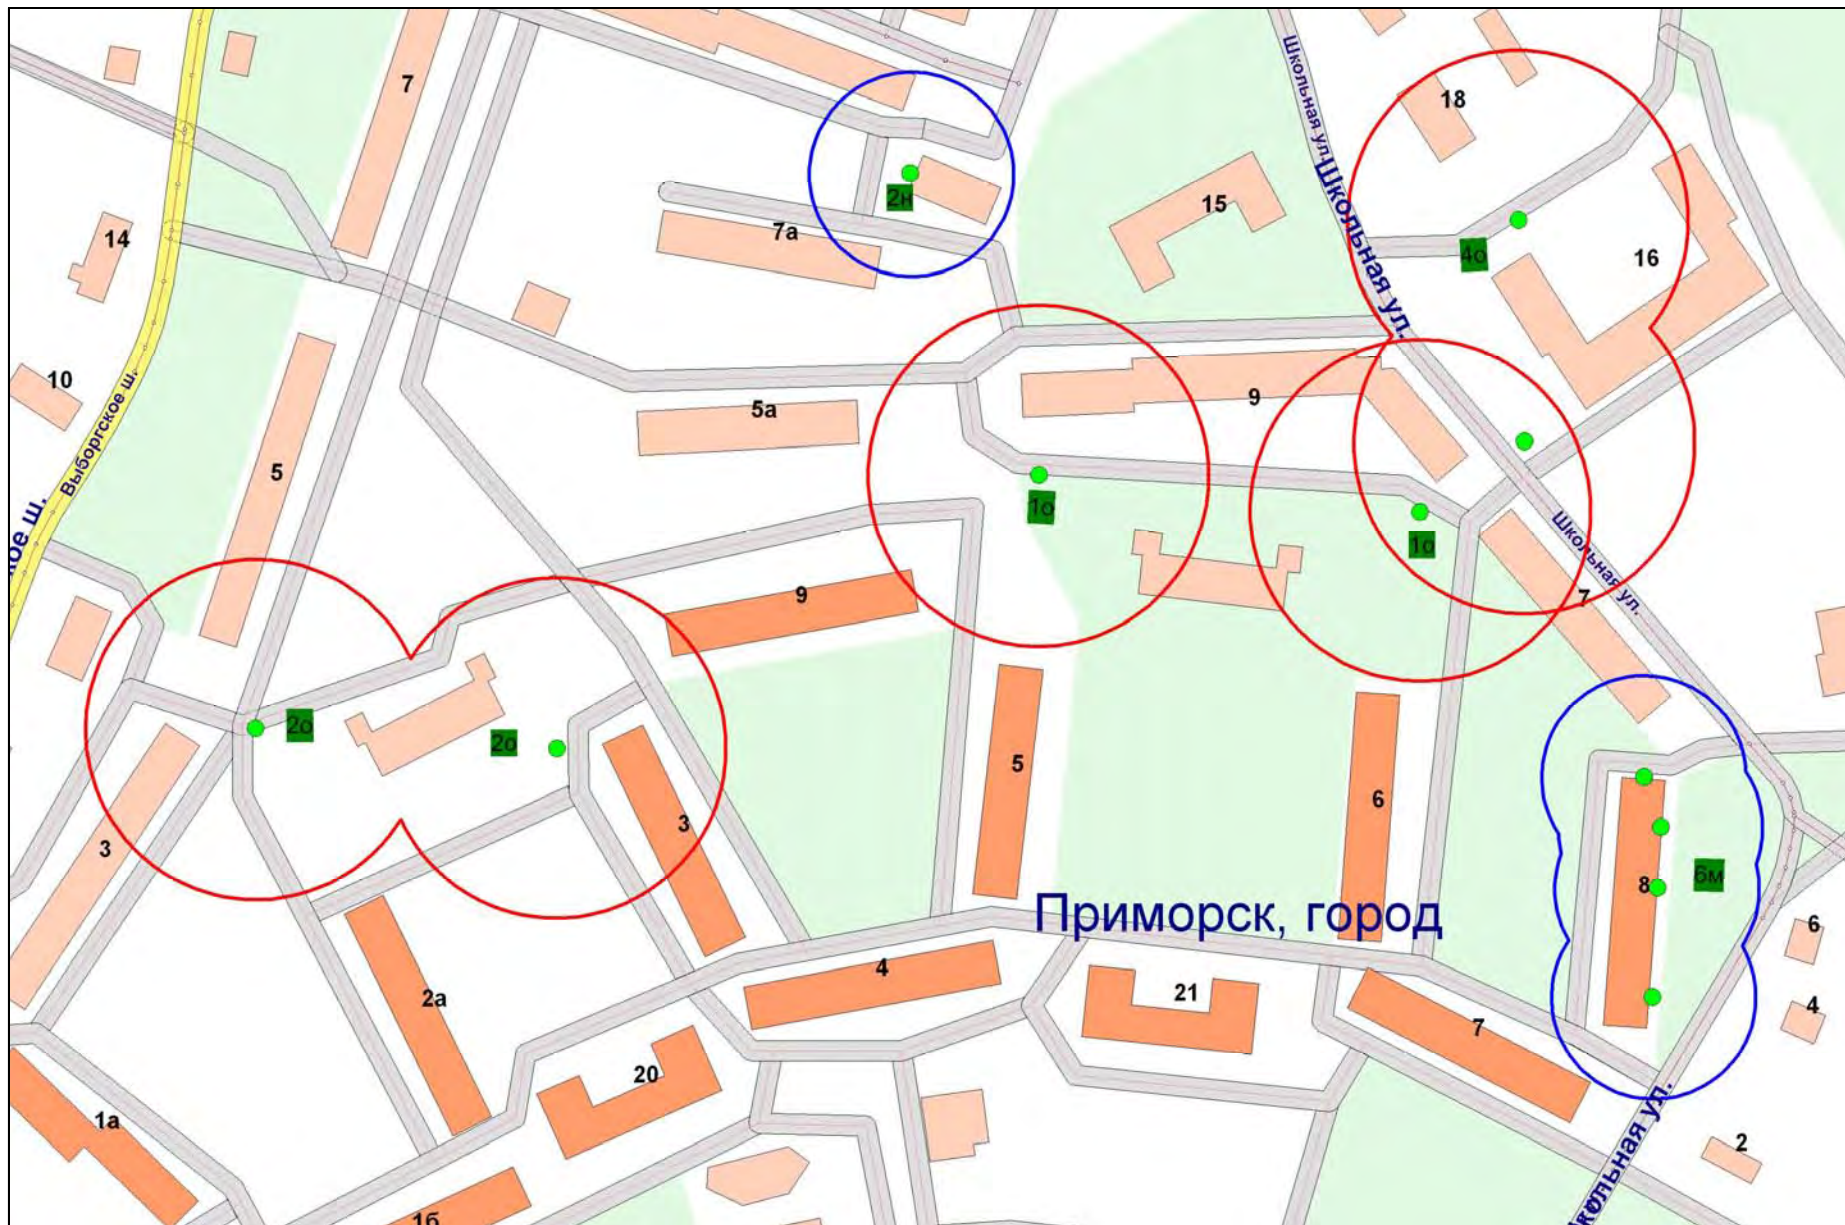 7
18
Школьная ул.
Школьная ул.
2н
15
14
7а
4о
16
10
5а
9
Выборгское ш.
5
1о
1о
кое ш.
Школьная ул.
9
7
2о
2о
5
6
3
3
8
6м
Приморск, город
6
4
2а
4
21
7
4
20
1а
2
Школьная ул.
1б